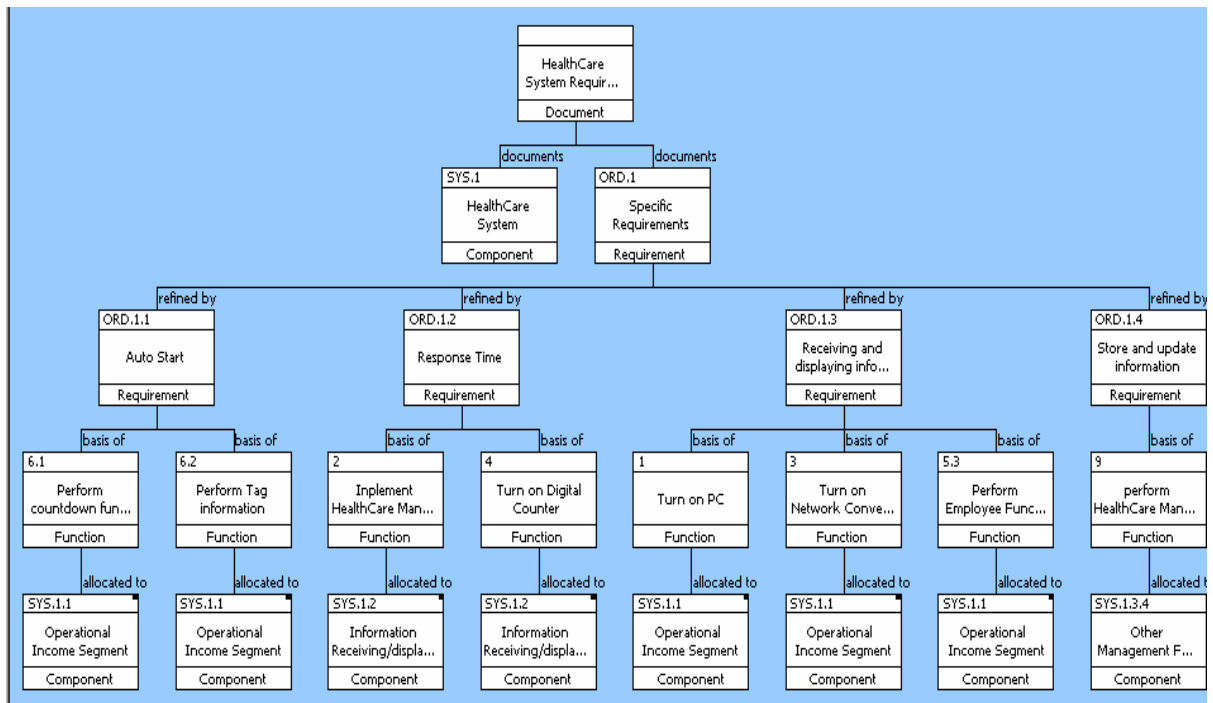 HealthCare
System Requir...
Document
documents
documents
SYS.1
HealthCare
System
Component
ORD.1
Specific
Requirements
Requirement
refined by
refined by
refined by
refined by
ORD.1.1
Auto Start
Requirement
ORD.1.2
Response Time
Requirement
ORD.1.3
Receiving and
displaying info...
Requirement
ORD.1.4
Store and update
information
Requirement
basis of
basis of
basis of
basis of
basis of
basis of
basis of
basis of
6.1
Perform
countdown fun...
Function
6.2
Perform Tag
information
Function
2
Inplement
HealthCare Man...
Function
4
Turn on Digital
Counter
Function
1
Turn on PC
Function
3
Turn on
Network Conve...
Function
5.3
Perform
Employee Func...
Function
9
perform
HealthCare Man...
Function
allocated to
allocated to
allocated to
allocated to
allocated to
allocated to
allocated to
allocated t
SYS.1.1
Operational
Income Segment
Component
SYS.1.1
Operational
Income Segment
Component
SYS.1.2
Information
Receiving/displa...
Component
SYS.1.2
Information
Receiving/displa...
Component
SYS.1.1
Operational
Income Segment
Component
SYS.1.1
Operational
Income Segment
Component
SYS.1.1
Operational
Income Segment
Component
SYS.1.3.4
Other
Management F...
Component